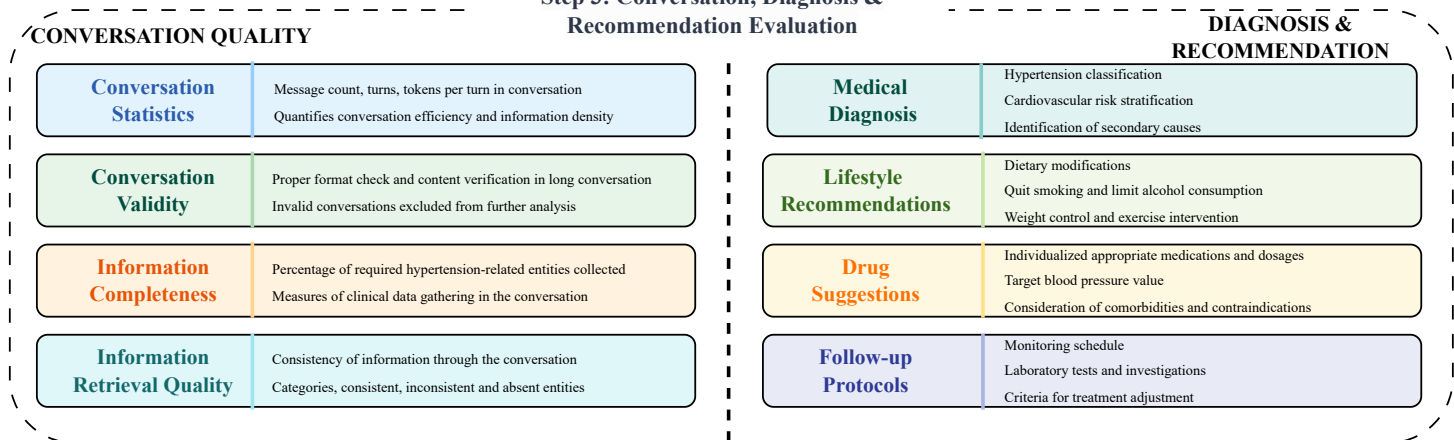 Step 3: Conversation, Diagnosis &
Recommendation Evaluation
CONVERSATION QUALITY
Conversation
Statistics
Message count, turns, tokens per turn in conversation
Quantifies conversation efficiency and information density
Conversation
Validity
Proper format check and content verification in long conversation
Invalid conversations excluded from further analysis
Information
Completeness
Percentage of required hypertension-related entities collected
Measures of clinical data gathering in the conversation
Information
Retrieval Quality
Consistency of information through the conversation
Categories, consistent, inconsistent and absent entities
DIAGNOSIS &
RECOMMENDATION
Medical
Diagnosis
Hypertension classification
Cardiovascular risk stratification
Identification of secondary causes
Lifestyle
Recommendations
Dietary modifications
Quit smoking and limit alcohol consumption
Weight control and exercise intervention
Drug
Suggestions
Individualized appropriate medications and dosages
Target blood pressure value
Consideration of comorbidities and contraindications
Follow-up
Protocols
Monitoring schedule
Laboratory tests and investigations
Criteria for treatment adjustment